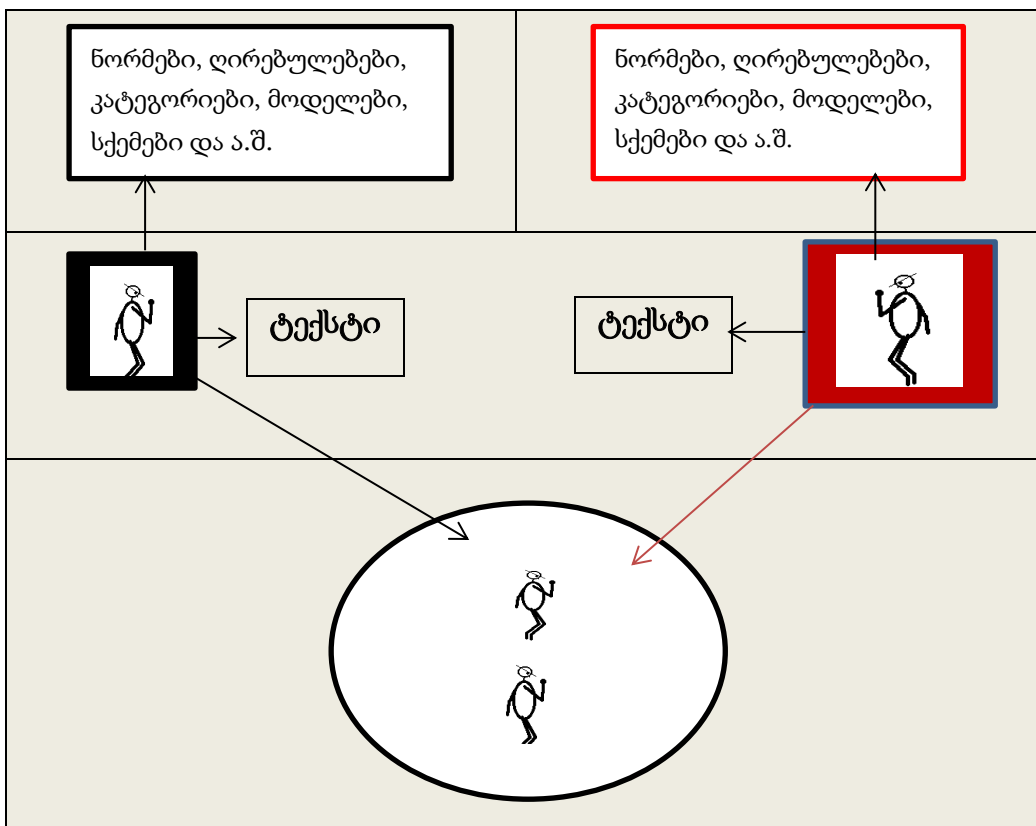 ნორმები, ღირებულებები,
კატეგორიები, მოდელები,
სქემები და ა.შ.
ნორმები, ღირებულებები,
კატეგორიები, მოდელები,
სქემები და ა.შ.
ტექსტი
ტექსტი